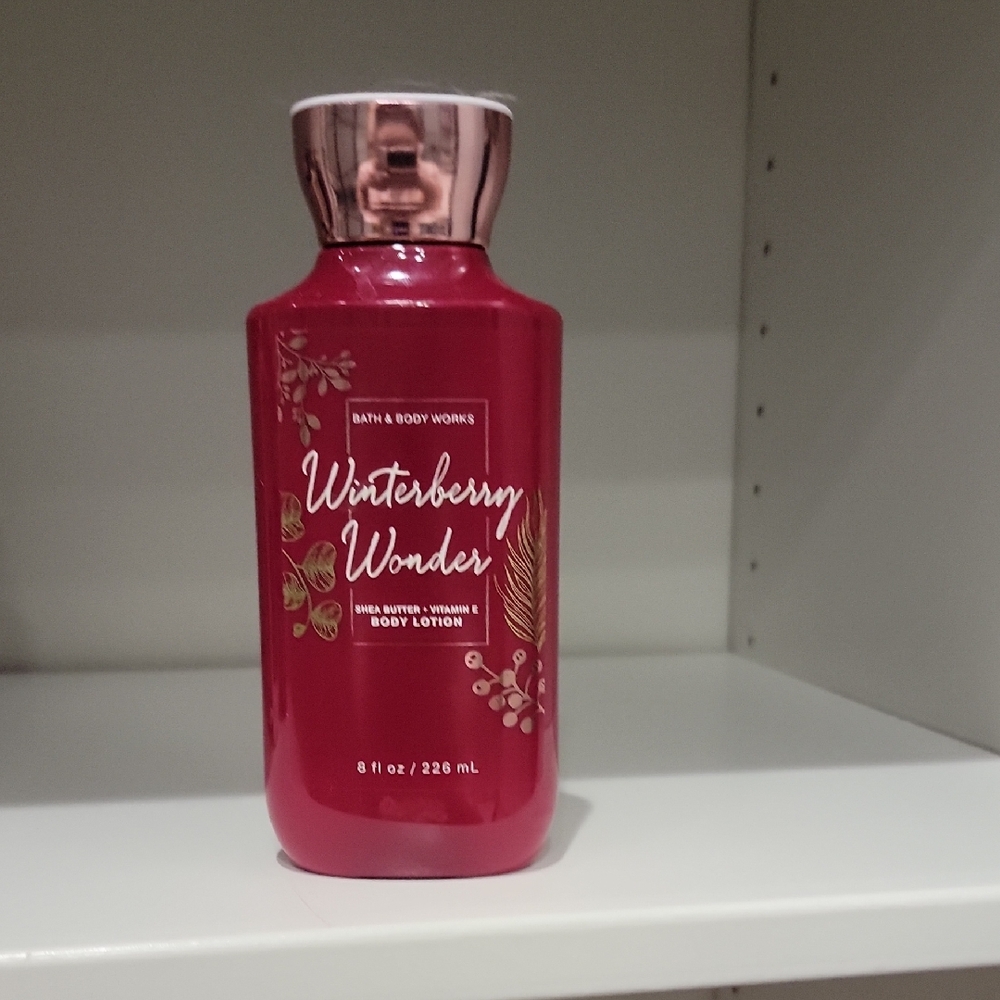 BATH & BODY WORKS
Winterberry
Wonder
SHEA BUTTER + VITAMIN E
BODY LOTION
8 fl oz / 226 mL